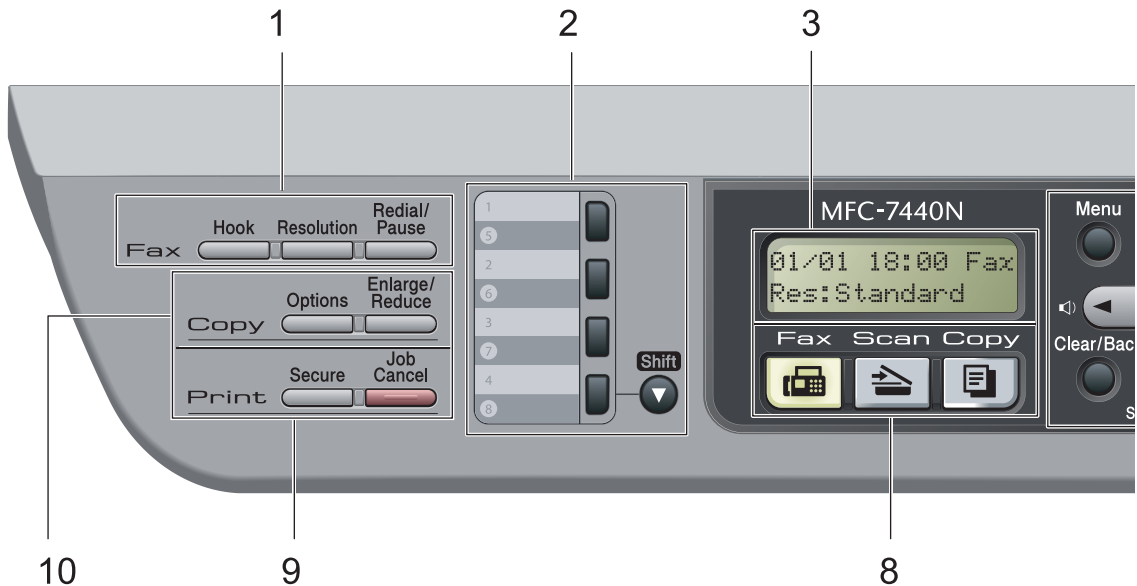 1 2 3
MFC-7440N
Menu
Fax Hook Resolution Redial/
Pause
1
5
2
6
3
7
4
8
Shift
01/01 18:00 Fax
Res:Standard
Copy Options Enlarge/
Reduce
Fax Scan Copy
Clear/Bac
Print Secure Job
Cancel
S
10 9 8